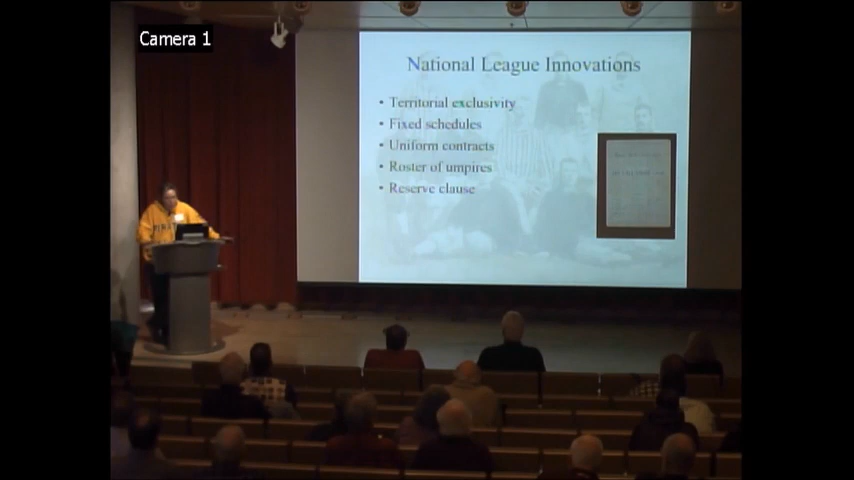 Camera 1
National League Innovations
• Territorial exclusivity
• Fixed schedules
• Uniform contracts
• Roster of umpires
• Reserve clause